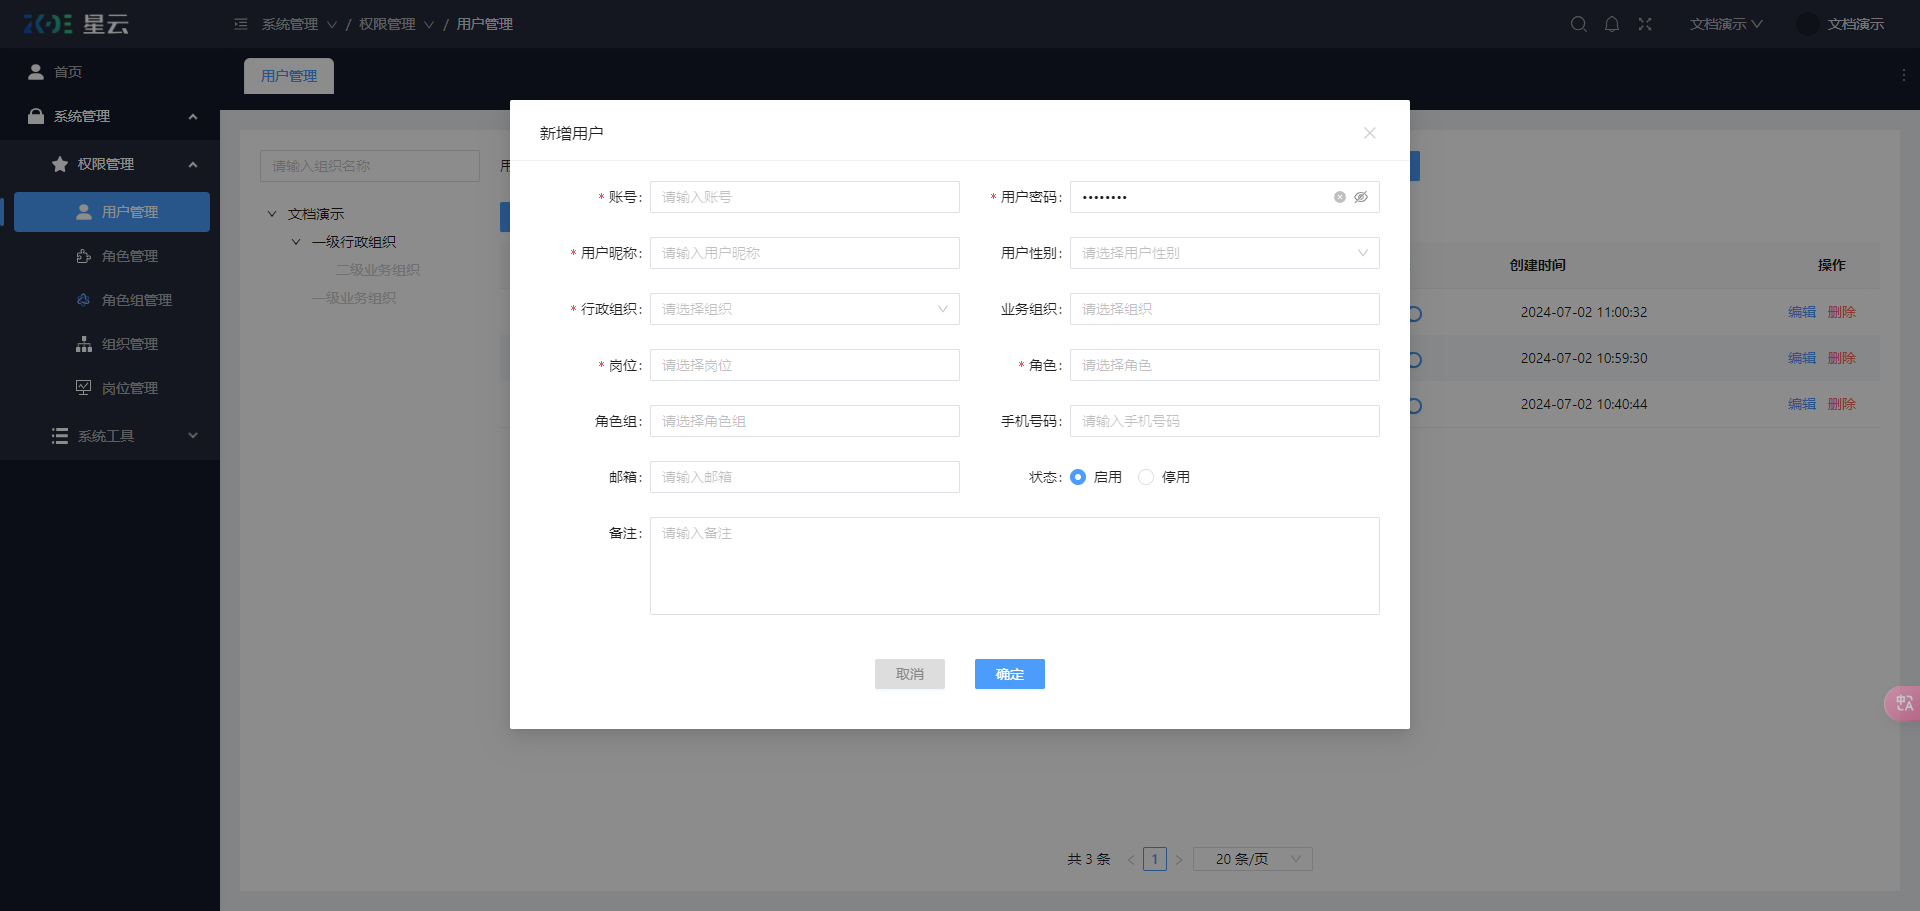 星云
系统管理 / 权限管理 / 用户管理
文档演示
文档演示
首页
系统管理
权限管理
用户管理
角色管理
角色组管理
组织管理
岗位管理
系统工具
用户管理
请输入组织名称
用
文档演示
一级行政组织
二级业务组织
一级业务组织
创建时间 操作
2024-07-02 11:00:32 编辑 删除
2024-07-02 10:59:30 编辑 删除
2024-07-02 10:40:44 编辑 删除
新增用户
* 账号: 请输入账号
* 用户密码: ••••••••
* 用户昵称: 请输入用户昵称
用户性别: 请选择用户性别
* 行政组织: 请选择组织
业务组织: 请选择组织
* 岗位: 请选择岗位
* 角色: 请选择角色
角色组: 请选择角色组
手机号码: 请输入手机号码
邮箱: 请输入邮箱
状态: 启用 停用
备注: 请输入备注
取消 确定
共 3 条 < 1 > 20 条/页